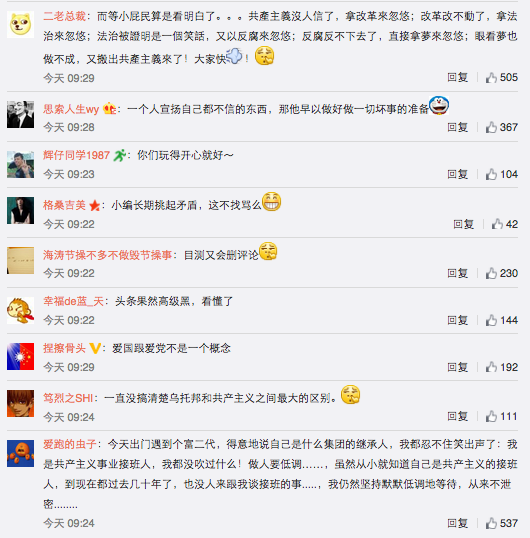 二老总裁：而等小屁民算是看明白了。。。共產主義沒人信了，拿改革來忽悠；改革改不動了，拿法
治來忽悠；法治被證明是一個笑話，又以反腐來忽悠；反腐反不下去了，直接拿夢來忽悠；眼看夢也
做不成，又搬出共產主義來了！大家快！
今天 09:29
回复 505
思索人生wy：一个人宣扬自己都不信的东西，那他早以做好做一切坏事的准备
今天 09:28
回复 367
辉仔同学1987：你们玩得开心就好～
今天 09:23
回复 104
格桑吉美：小编长期挑起矛盾，这不找骂么
今天 09:22
回复 42
海涛节操不多不做毁节操事：目测又会删评论
今天 09:22
回复 230
幸福de蓝_天：头条果然高级黑，看懂了
今天 09:22
回复 144
捏擦骨头：爱国跟爱党不是一个概念
今天 09:29
回复 192
笃烈之SHI：一直没搞清楚乌托邦和共产主义之间最大的区别。
今天 09:24
回复 111
爱跑的虫子：今天出门遇到个富二代，得意地说自己是什么集团的继承人，我都忍不住笑出声了：我
是共产主义事业接班人，我都没吹过什么！做人要低调……，虽然从小就知道自己是共产主义的接班
人，到现在都过去几十年了，也没人来跟我谈接班的事.....，我仍然坚持默默低调地等待，从来不泄
密........
今天 09:24
回复 537